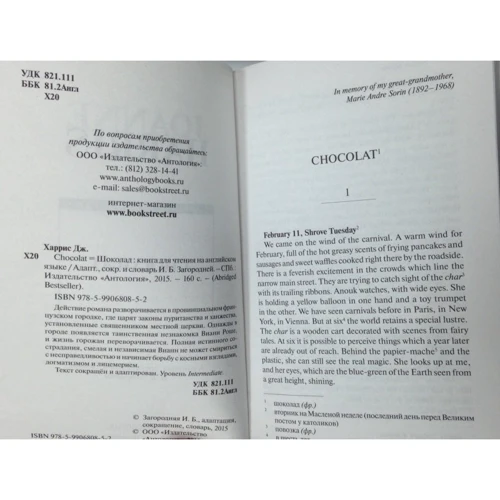 УДК 821.111
ББК 81.2Англ
Х20
По вопросам приобретения
продукции издательства обращайтесь:
ООО «Издательство «Антология»:
тел.: (812) 328-14-41
www.anthologybooks.ru
e-mail: sales@bookstreet.ru
интернет-магазин
www.bookstreet.ru
Харрис Дж.
Х20 Chocolat = Шоколад : книга для чтения на английском
языке / Адапт., сокр. и словарь И. Б. Загородней. – СПб. :
Издательство «Антология», 2015. – 160 с. – (Abridged
Bestseller).
ISBN 978-5-9906808-5-2
Действие романа разворачивается в провинциальном фран-
цузском городке, где царят законы пуританства и ханжества,
установленные священником местной церкви. Однажды в
городе появляется таинственная незнакомка Виани Роше,
и жизнь горожан переворачивается. Полная истинного со-
страдания, смелая и независимая Виани не может смириться
с несправедливостью и начинает борьбу с косными взглядами,
догматизмом и лицемерием.
Текст сокращён и адаптирован. Уровень Intermediate.
УДК 821.111
ББК 81.2Англ
© Загородняя И. Б., адаптация,
сокращение, словарь, 2015
© ООО «Издательство
ISBN 978-5-9906808-5-2
In memory of my great-grandmother,
Marie Andre Sorin (1892–1968)
CHOCOLAT¹
1
February 11, Shrove Tuesday²
We came on the wind of the carnival. A warm wind for
February, full of the hot greasy scents of frying pancakes and
sausages and sweet waffles cooked right there by the roadside.
There is a feverish excitement in the crowds which line the
narrow main street. They are trying to catch sight of the char³
with its trailing ribbons. Anouk watches, with wide eyes. She
is holding a yellow balloon in one hand and a toy trumpet
in the other. We have seen carnivals before in Paris, in New
York, in Vienna. But at six⁴ the world retains a special lustre.
The char is a wooden cart decorated with scenes from fairy
tales. At six it is possible to perceive things which a year later
are already out of reach. Behind the papier-mache⁵ and the
plastic, she can still see the real magic. She looks up at me,
and her eyes, which are the blue-green of the Earth seen from
a great height, shining.
¹ шоколад (фр.)
² вторник на Масленой неделе (последний день перед Великим
постом у католиков)
³ повозка (фр.)
⁴ в шесть лет